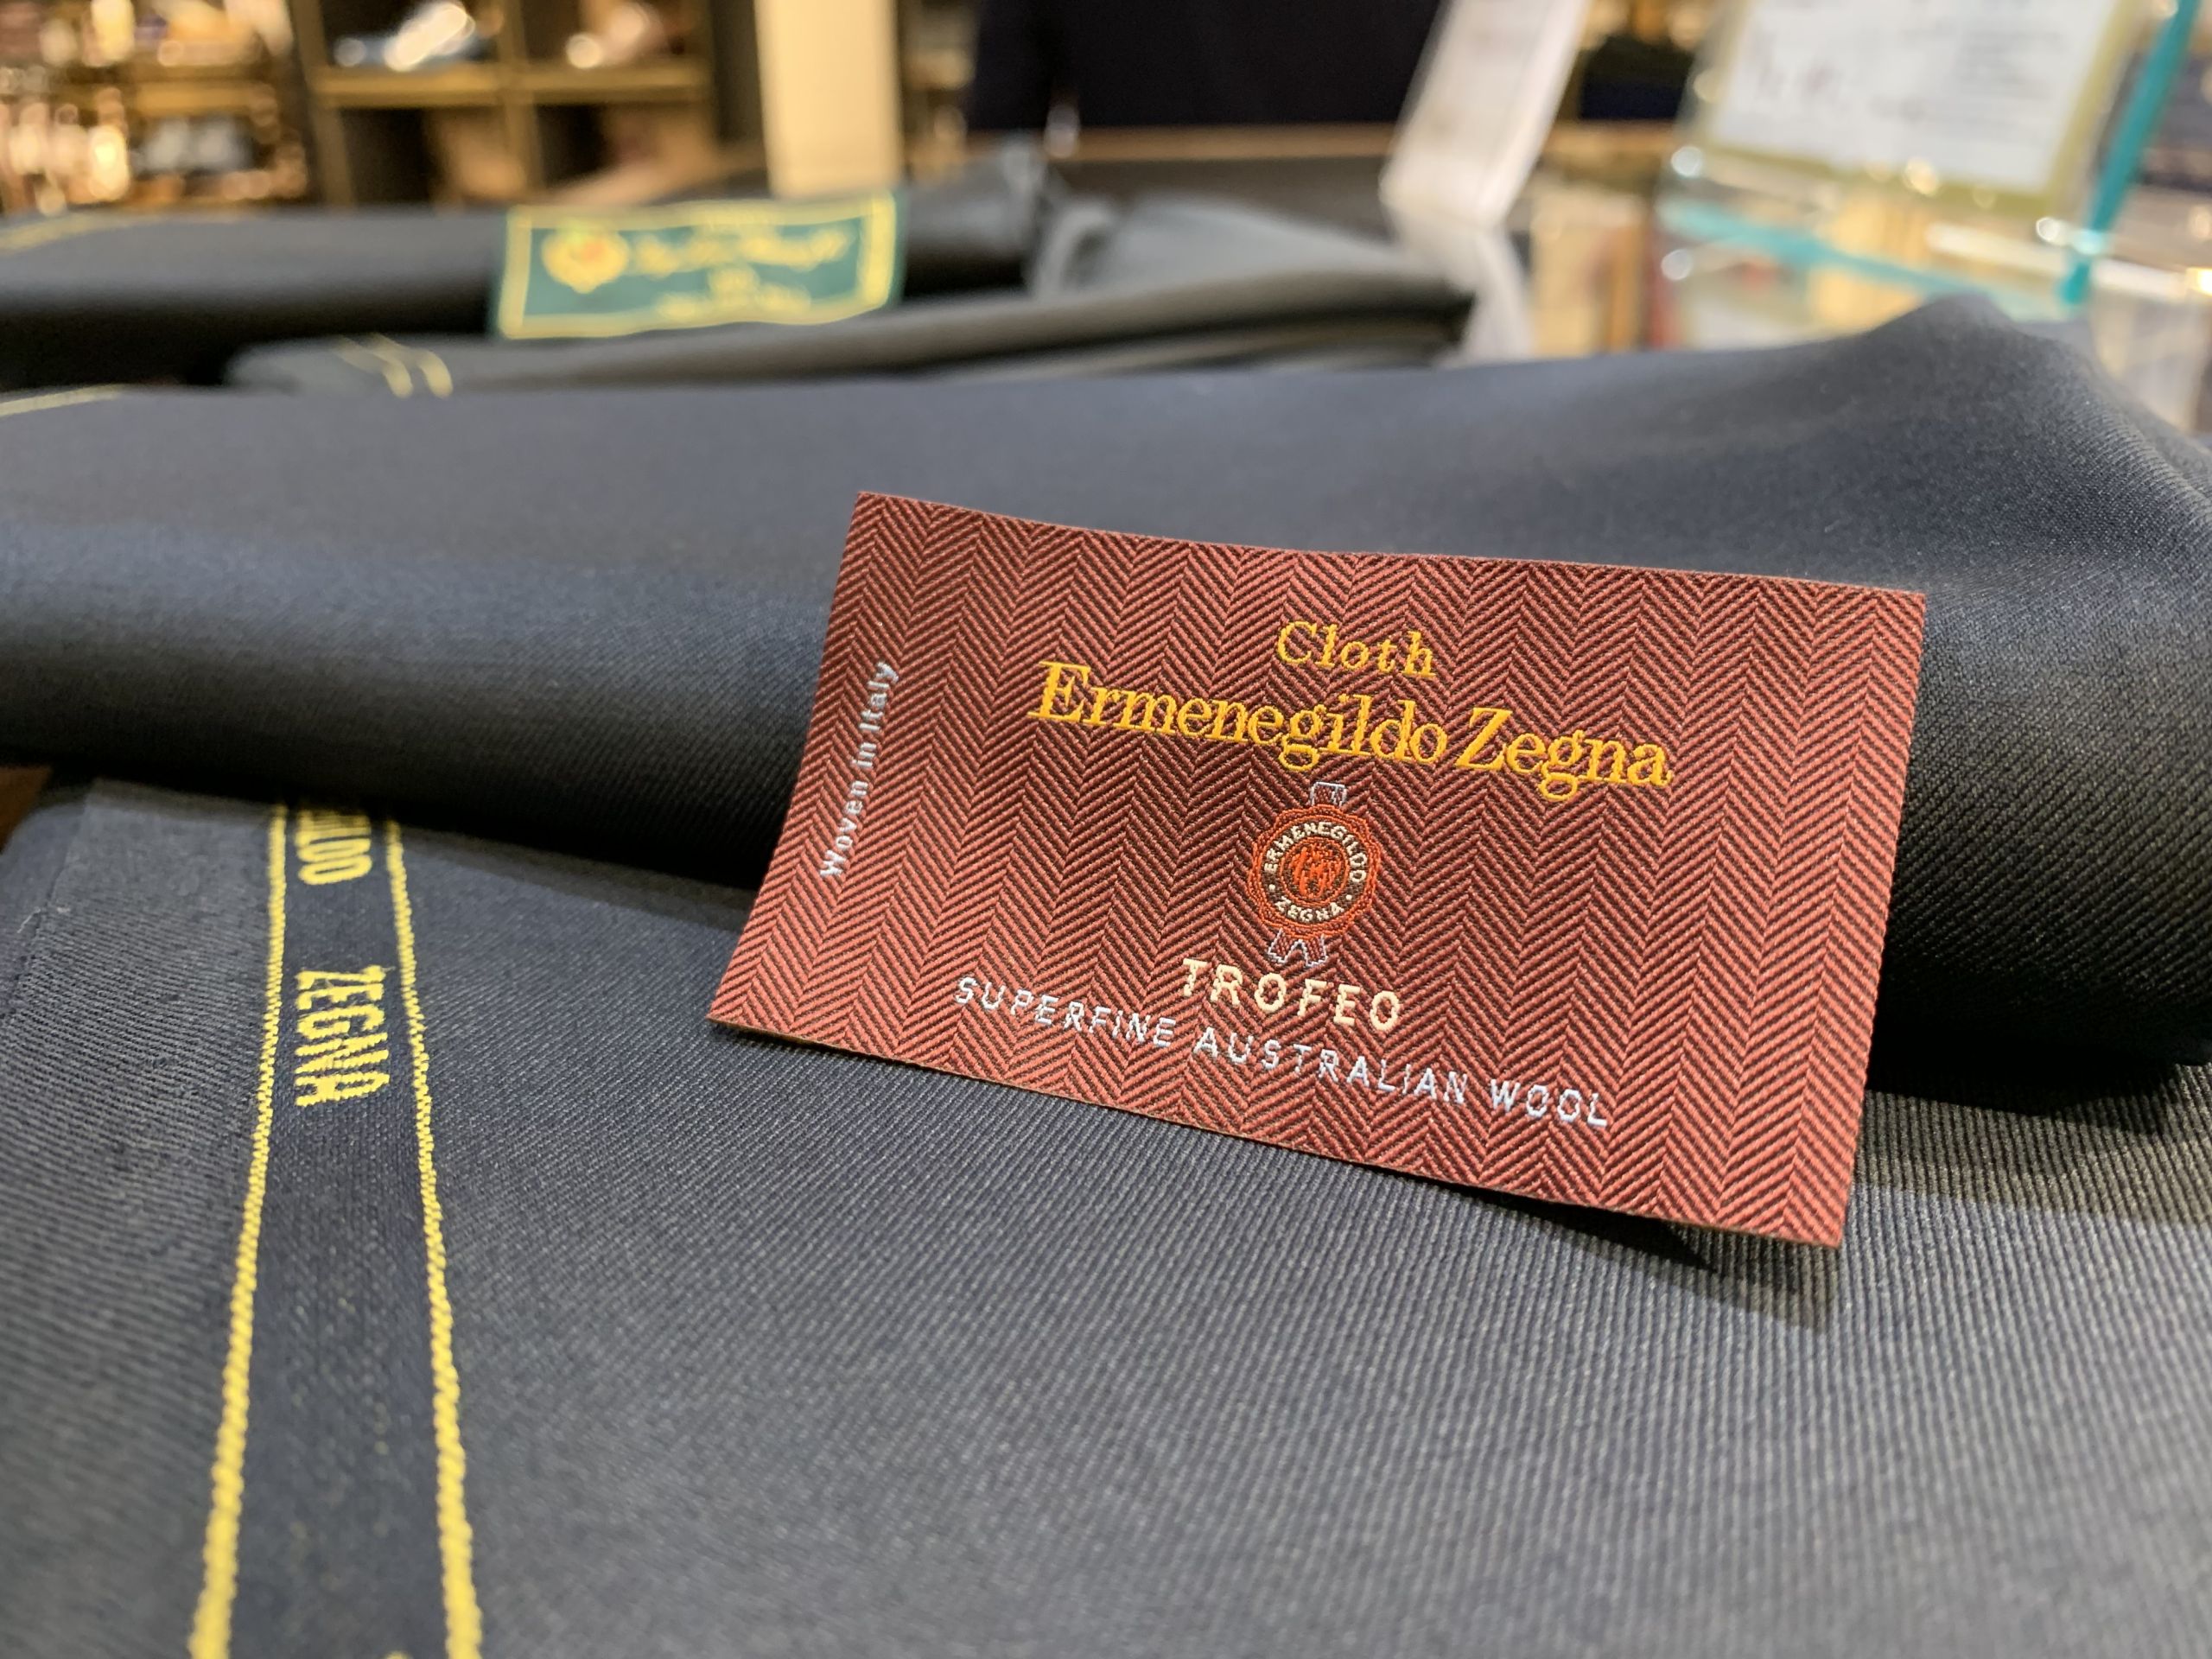 Cloth
Ermenegildo Zegna
Woven in Italy
ERMENEGILDO
ZEGNA
TROFEO
SUPERFINE AUSTRALIAN WOOL
ZEGNA